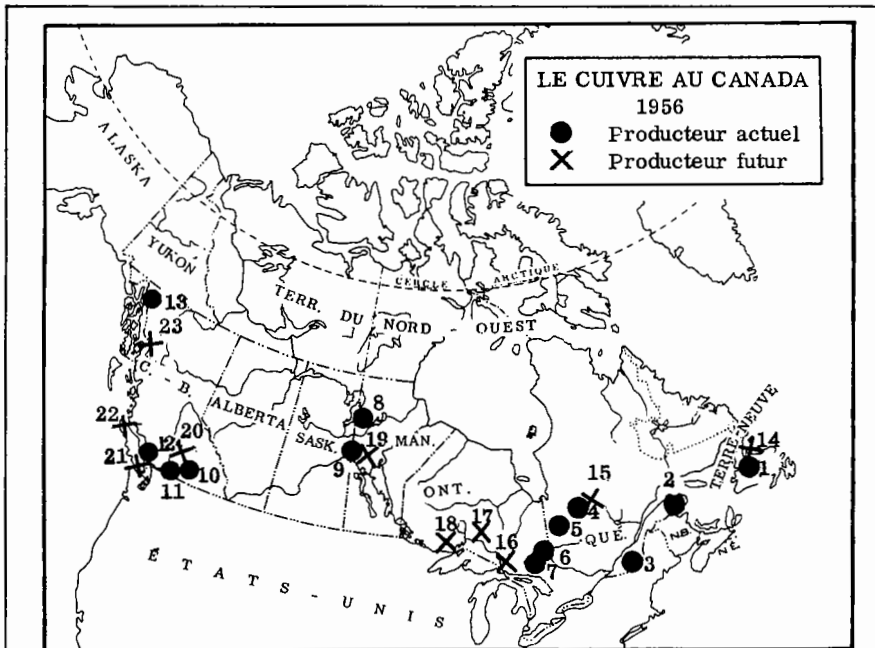 LE CUIVRE AU CANADA
1956
Producteur actuel
Producteur futur
ALASKA
YUKON
CERCLE ARCTIQUE
TERR. DU NORD OUEST
13
23
C.-B.
ALBERTA
SASK.
MAN.
8
19
9
22
12
20
21
11
10
ONT.
18
17
16
15
4
5
6
7
QUÉ.
2
3
N.B.
N.É.
TERRE-NEUVE
14
1
ÉTATS-UNIS